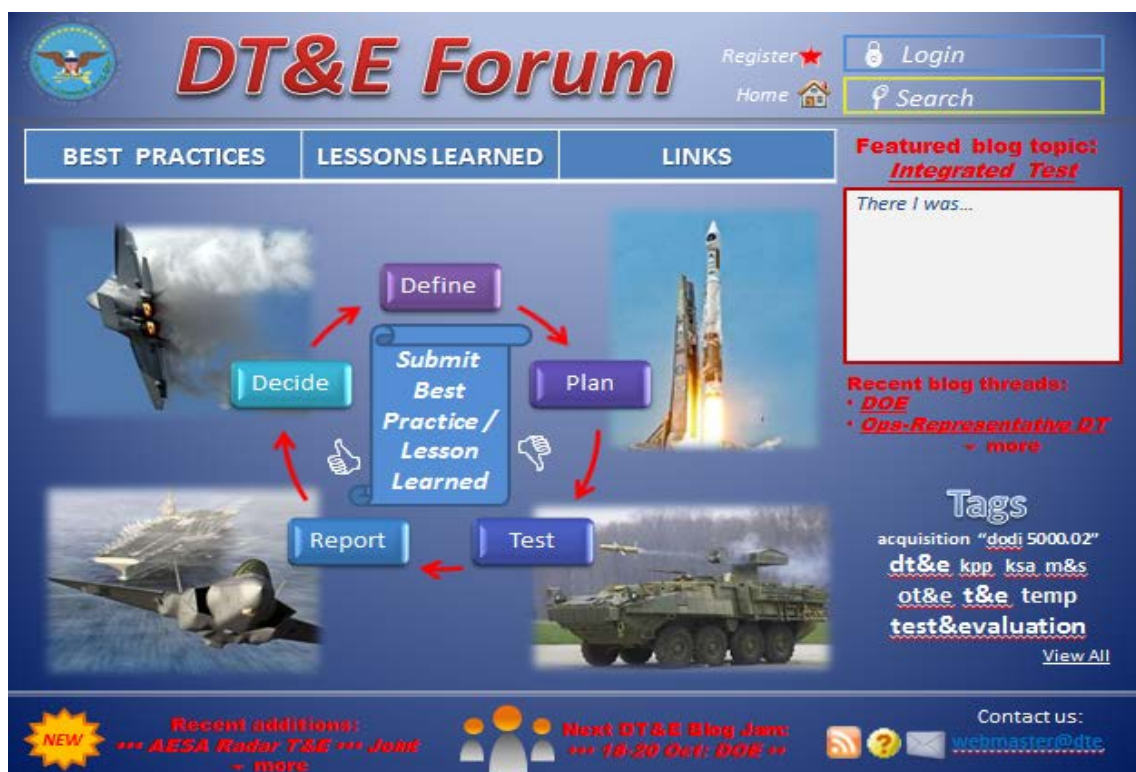 DT&E Forum
Register
Home
Login
Search
BEST PRACTICES
LESSONS LEARNED
LINKS
Featured blog topic:
Integrated Test
There I was...
Define
Decide
Plan
Submit
Best
Practice /
Lesson
Learned
Report
Test
Recent blog threads:
• DOE
• Ops-Representative DT
more
Tags
acquisition “dodi 5000.02”
dt&e kpp ksa m&s
ot&e t&e temp
test&evaluation
View All
NEW
Recent additions:
••• AESA Radar T&E ••• Joint
more
Next DT&E Blog Jam:
••• 18-20 Oct: DOE ••
Contact us:
webmaster@dte